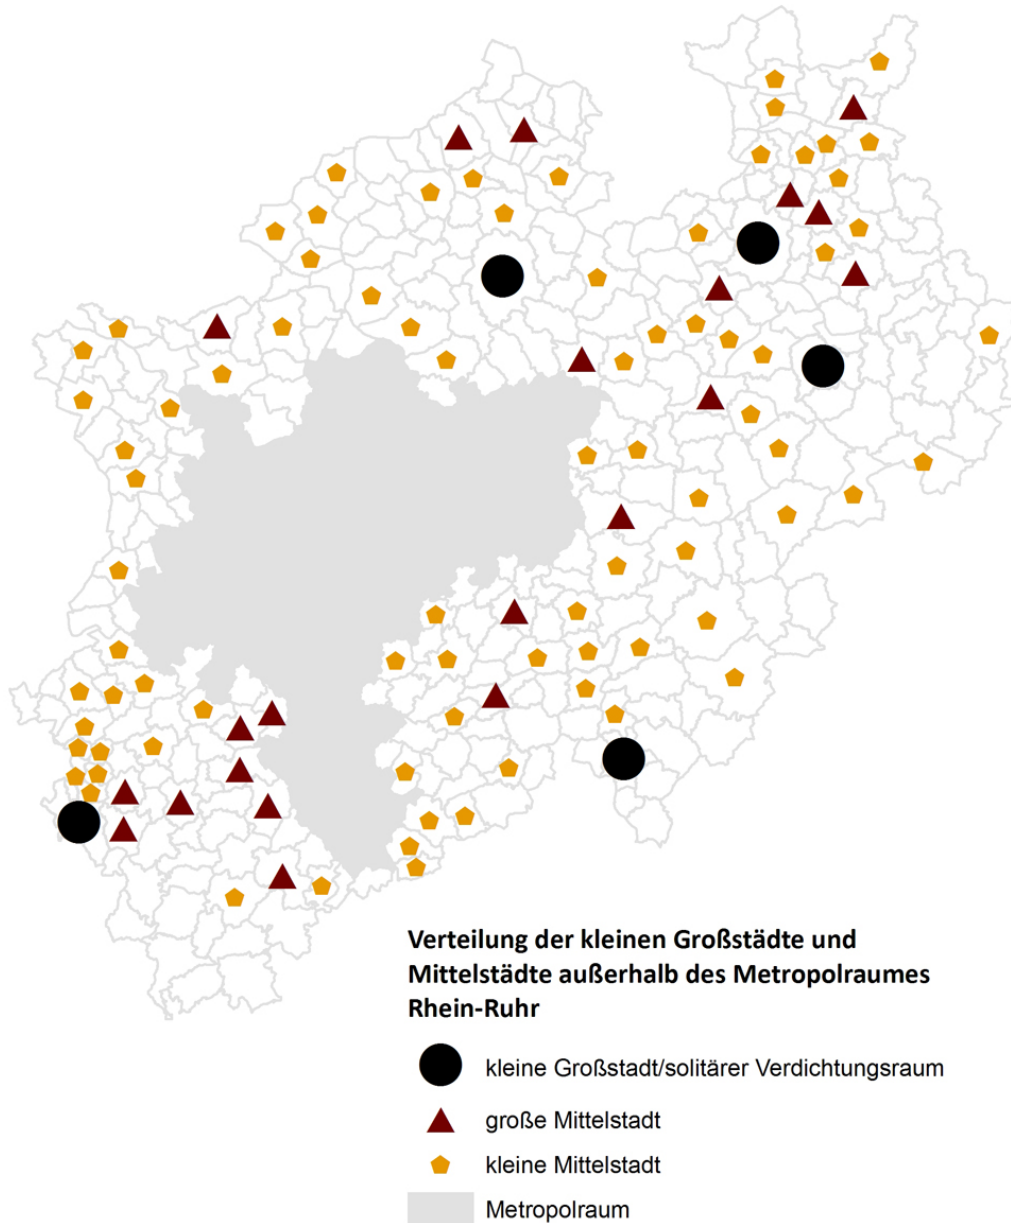 Verteilung der kleinen Großstädte und
Mittelstädte außerhalb des Metropolraumes
Rhein-Ruhr
kleine Großstadt/solitärer Verdichtungsraum
große Mittelstadt
kleine Mittelstadt
Metropolraum